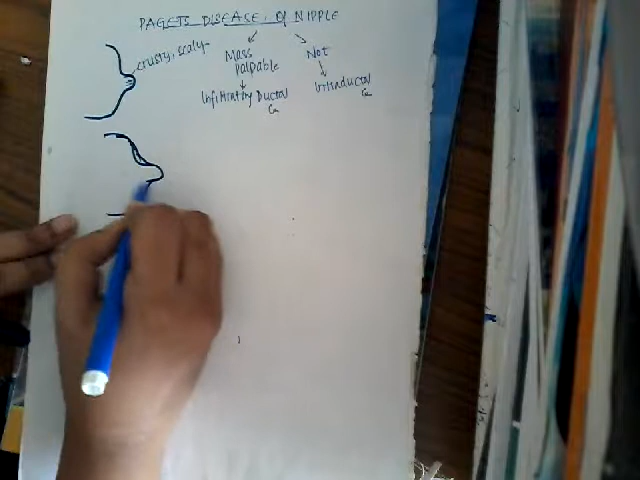 PAGETS DISEASE OF NIPPLE
crusty, scaly
Mass palpable
Not
Infiltrating Ductal Ca
Intraductal Ca